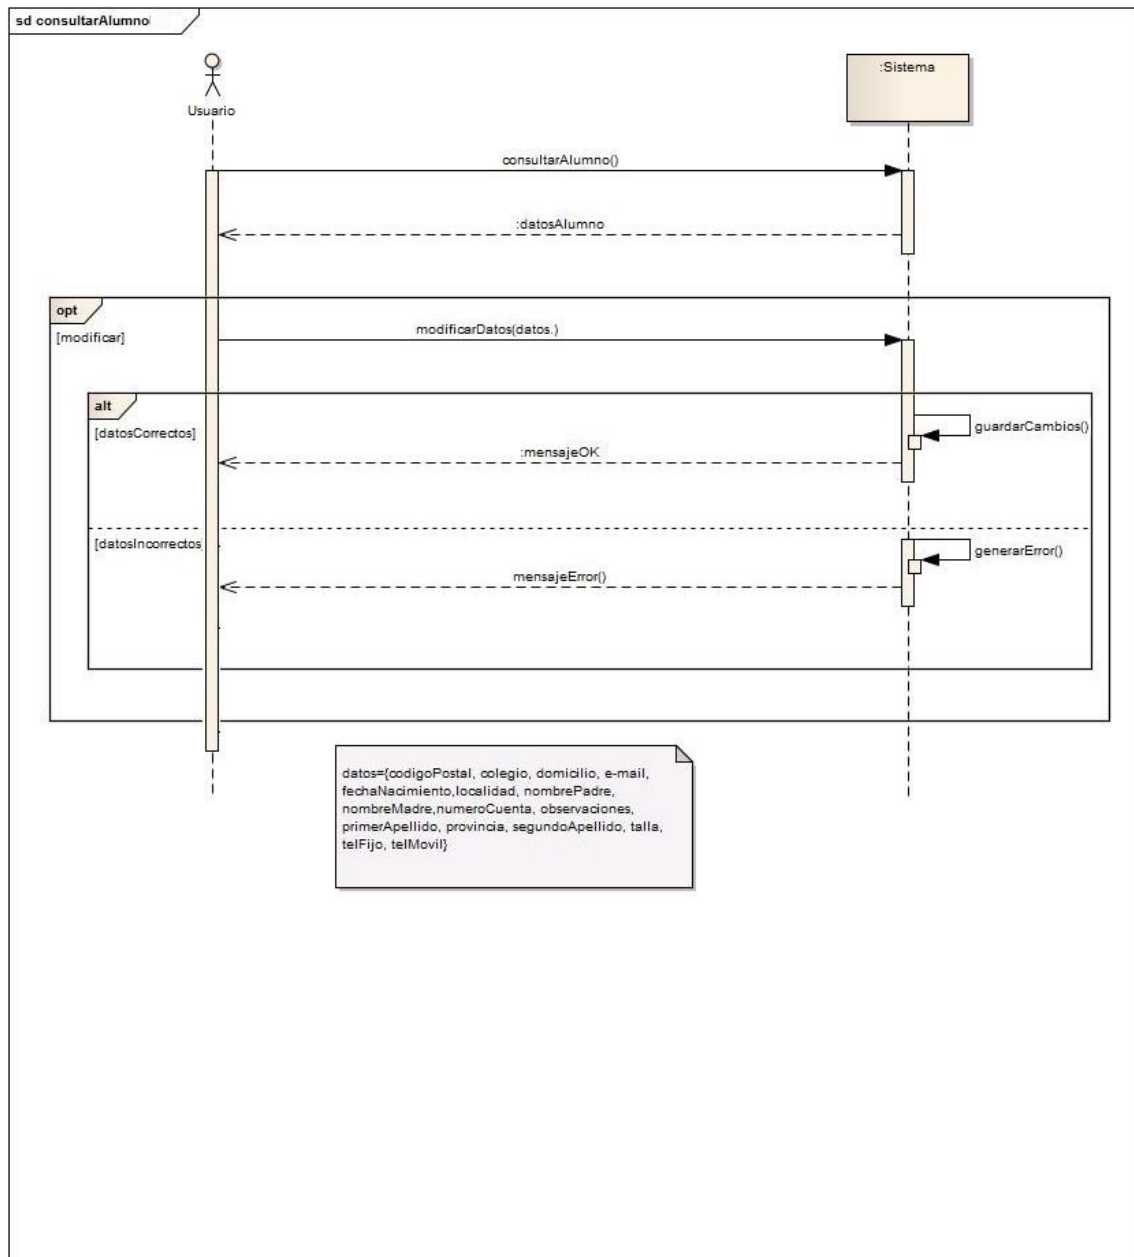 sd consultarAlumno
Usuario
:Sistema
consultarAlumno()
:datosAlumno
opt
[modificar]
modificarDatos(datos.)
alt
[datosCorrectos]
guardarCambios()
:mensajeOK
[datosIncorrectos]
generarError()
mensajeError()
datos={codigoPostal, colegio, domicilio, e-mail,
fechaNacimiento,localidad, nombrePadre,
nombreMadre,numeroCuenta, observaciones,
primerApellido, provincia, segundoApellido, talla,
telFijo, telMovil}